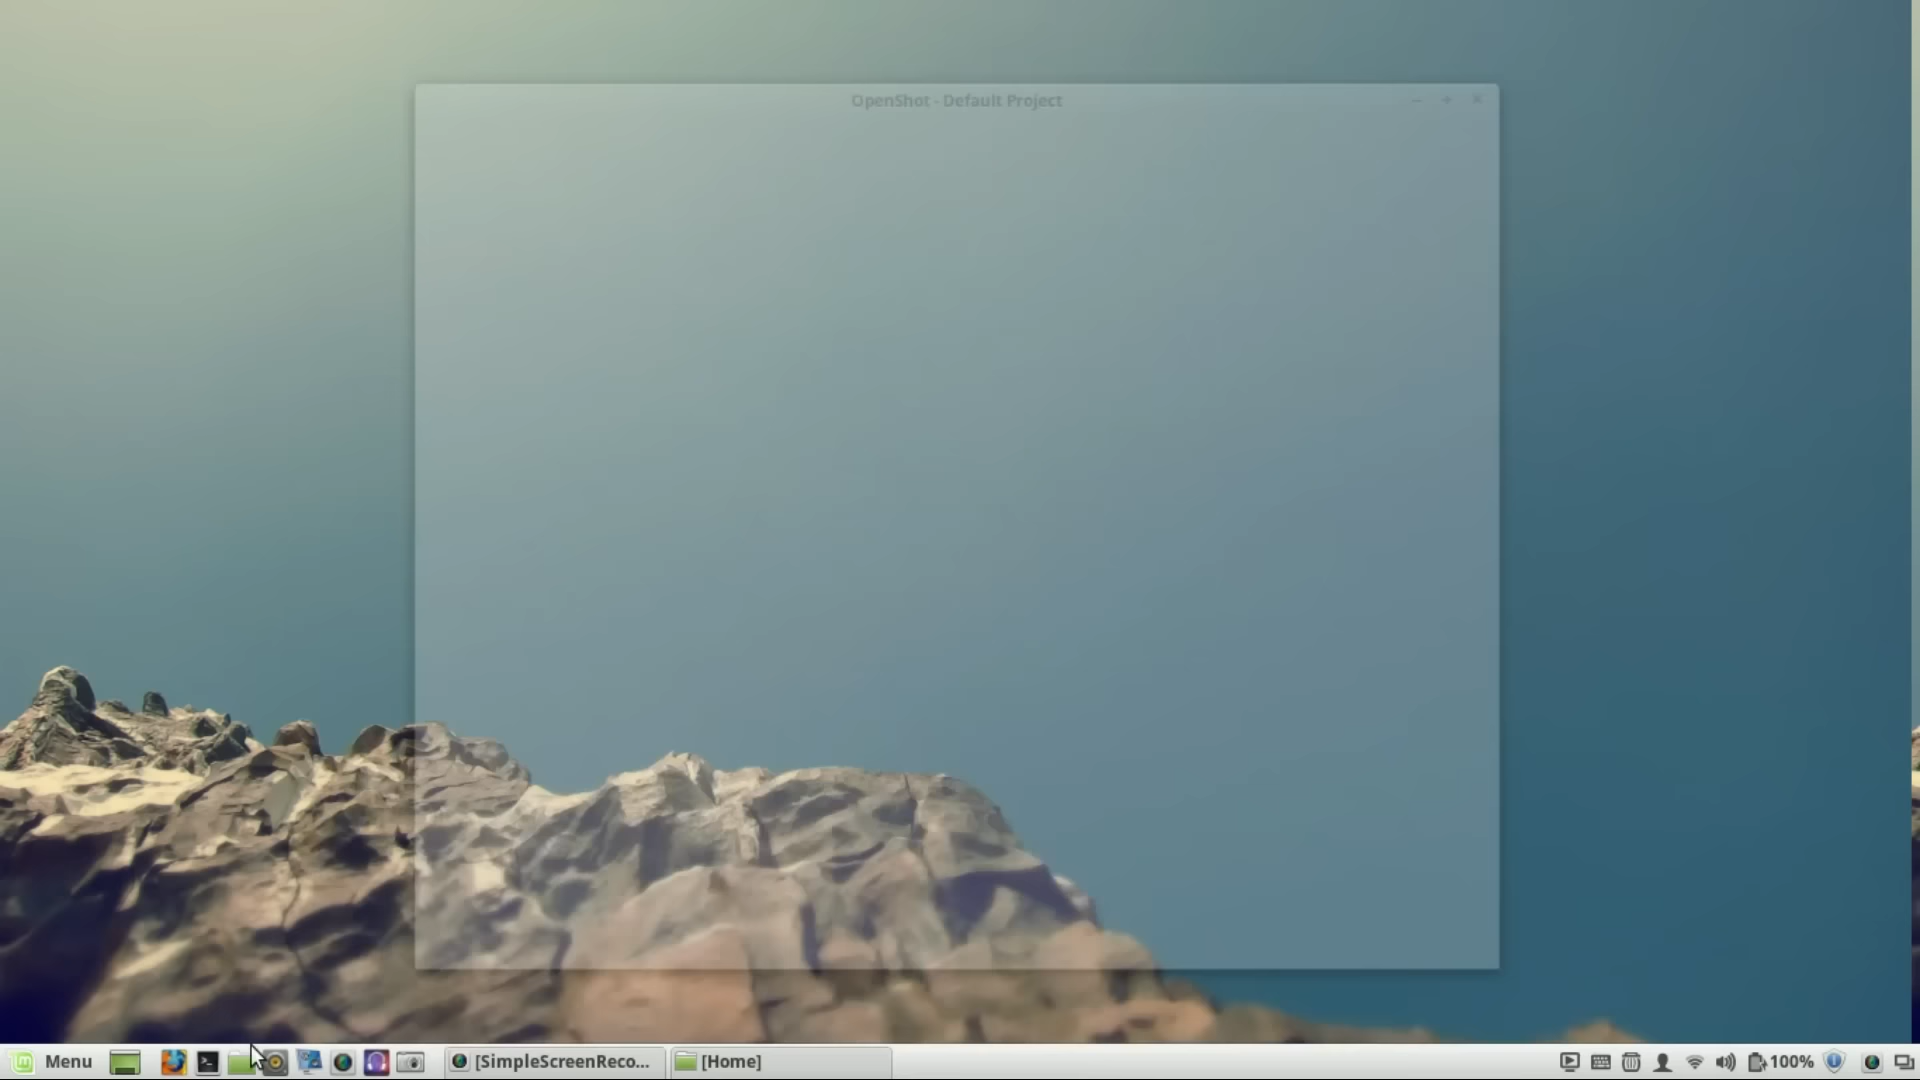 OpenShot - Default Project
Menu
[SimpleScreenReco...
[Home]
100%